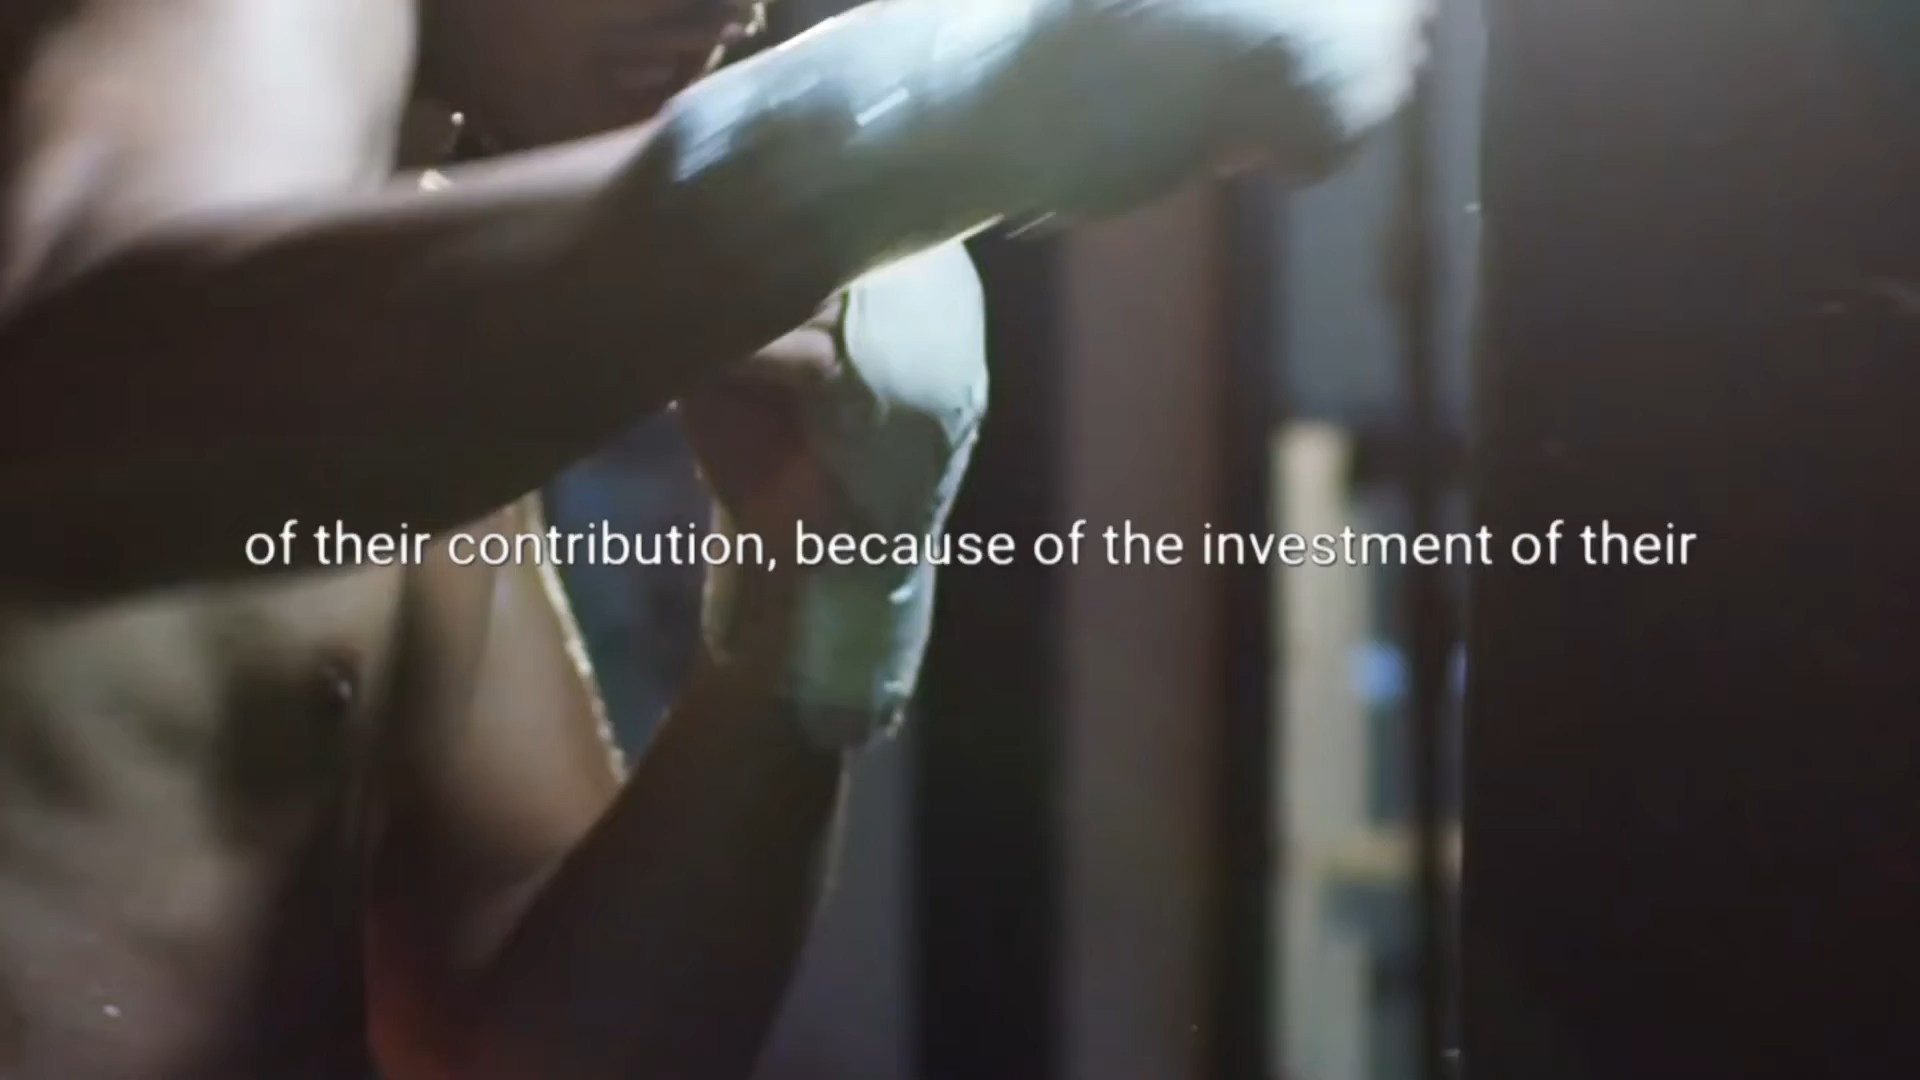 of their contribution, because of the investment of their